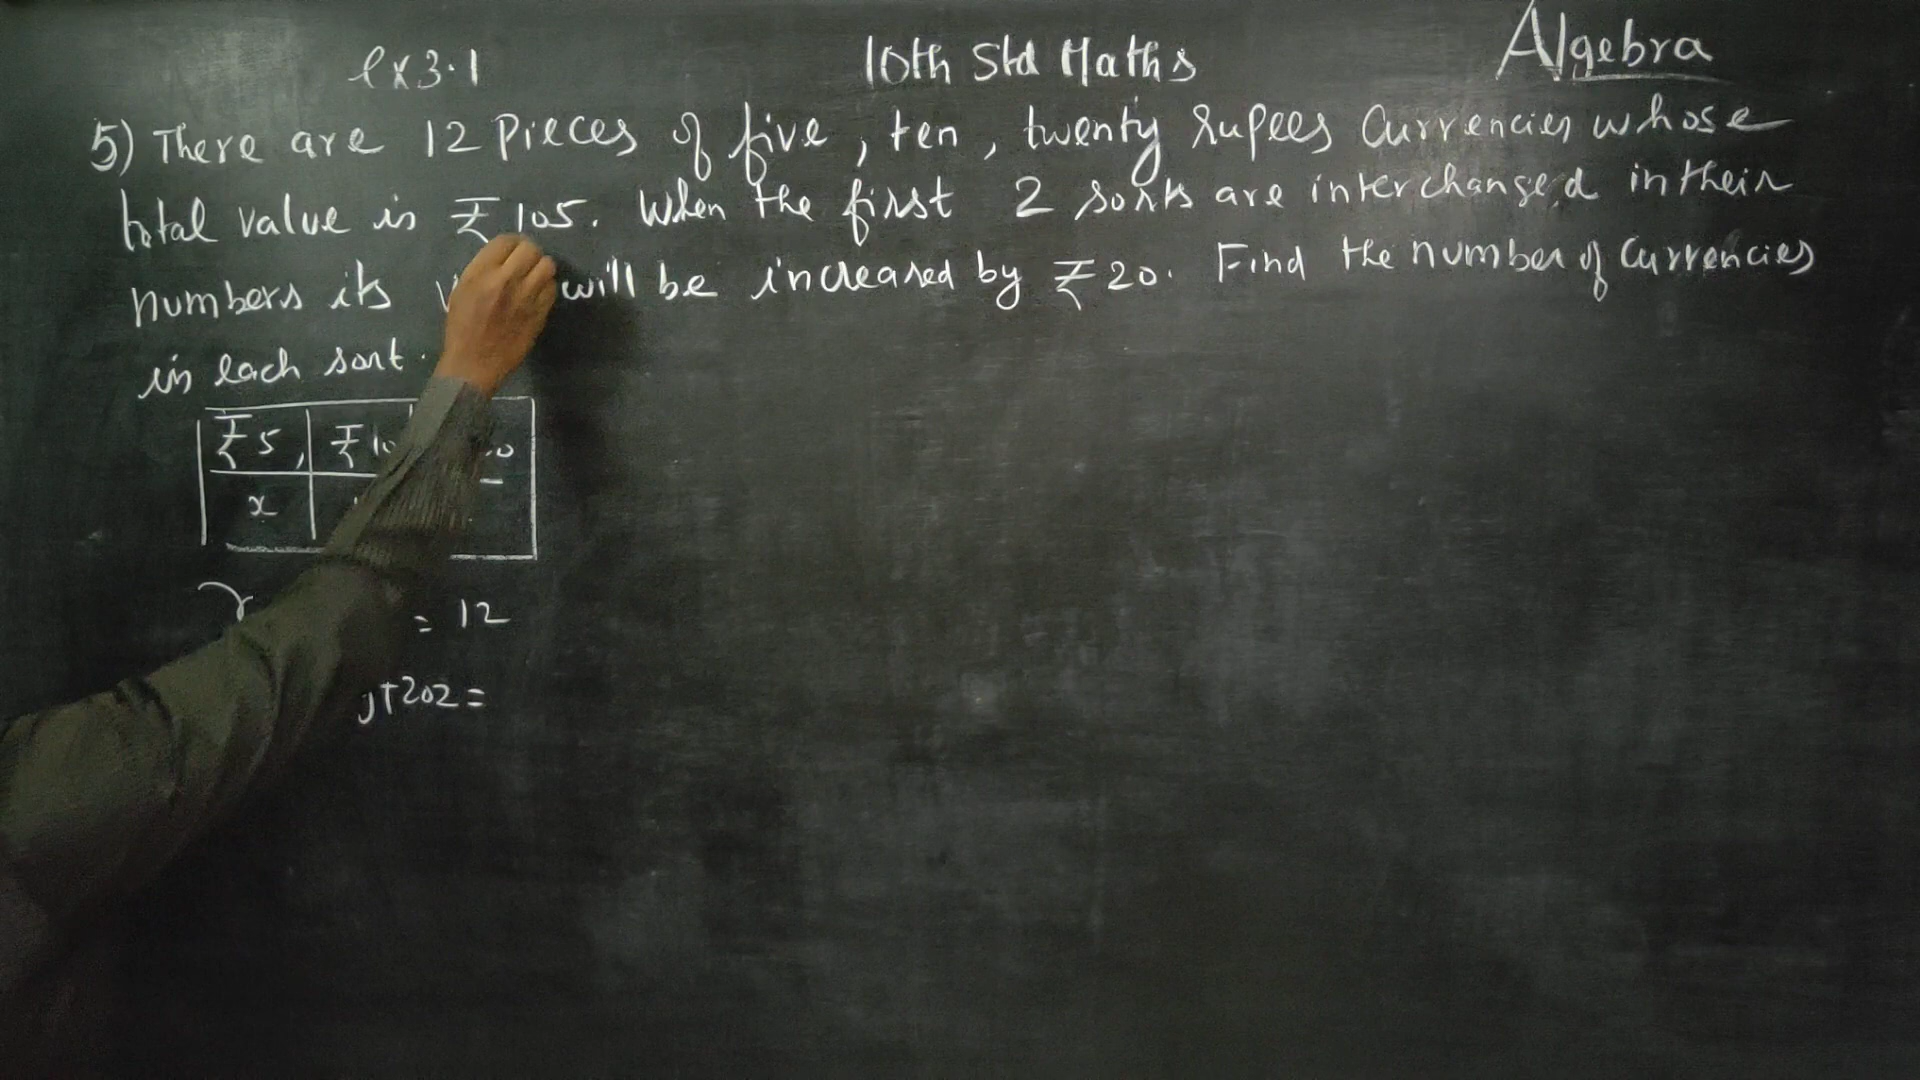 ex 3.1 10th Std Maths Algebra
5) There are 12 pieces of five, ten, twenty rupees currencies whose
total value is ₹105. When the first 2 sorts are interchanged in their
numbers its will be increased by ₹20. Find the number of currencies
in each sort.
₹5, ₹10
x
= 12
+20z =